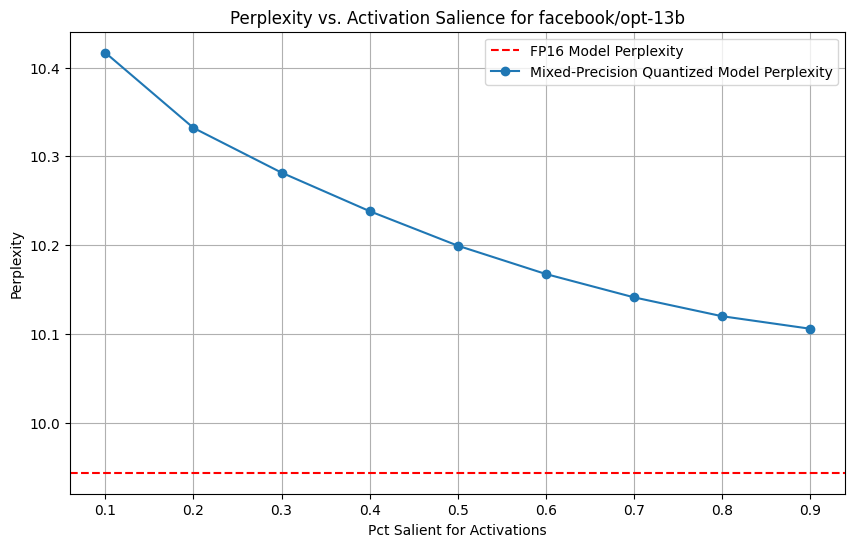 Perplexity vs. Activation Salience for facebook/opt-13b
FP16 Model Perplexity
Mixed-Precision Quantized Model Perplexity
10.4
10.3
10.2
10.1
10.0
Perplexity
0.1 0.2 0.3 0.4 0.5 0.6 0.7 0.8 0.9
Pct Salient for Activations